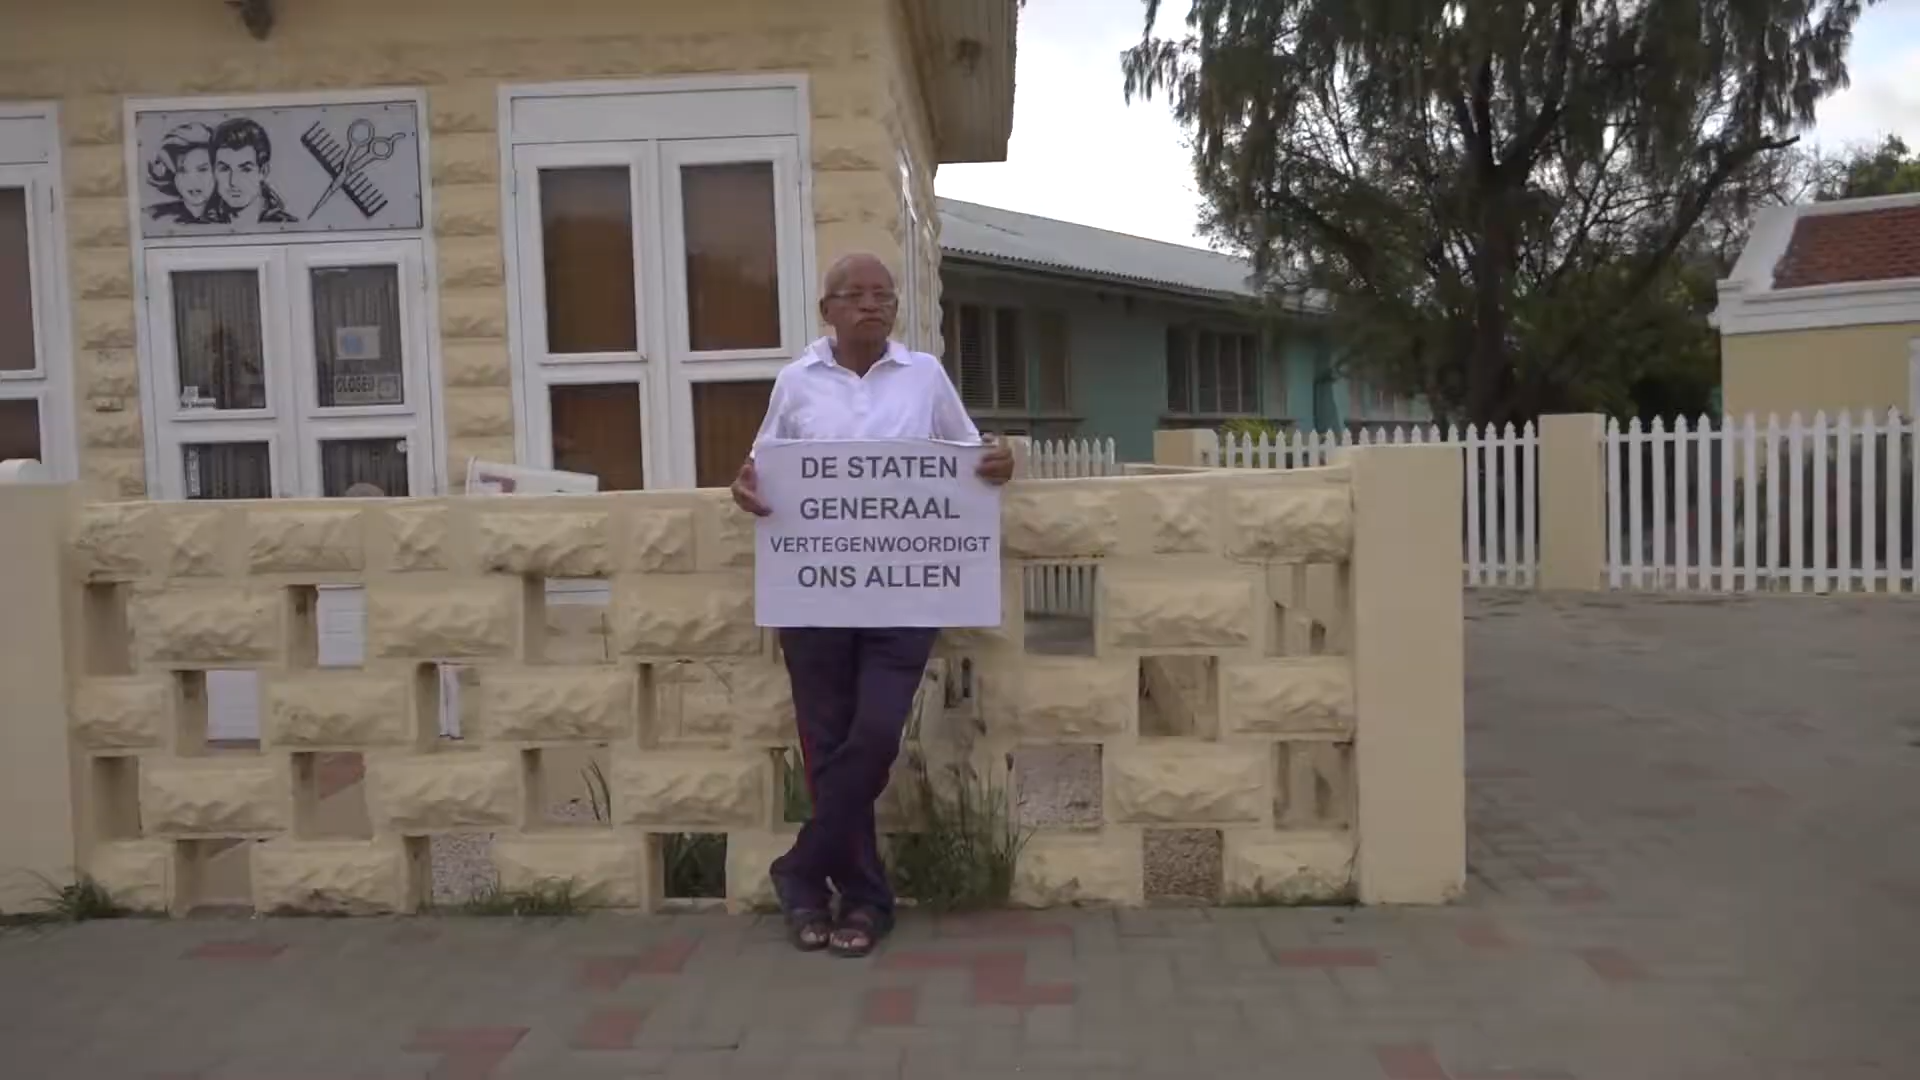 CLOSED
DE STATEN
GENERAAL
VERTEGENWOORDIGT
ONS ALLEN